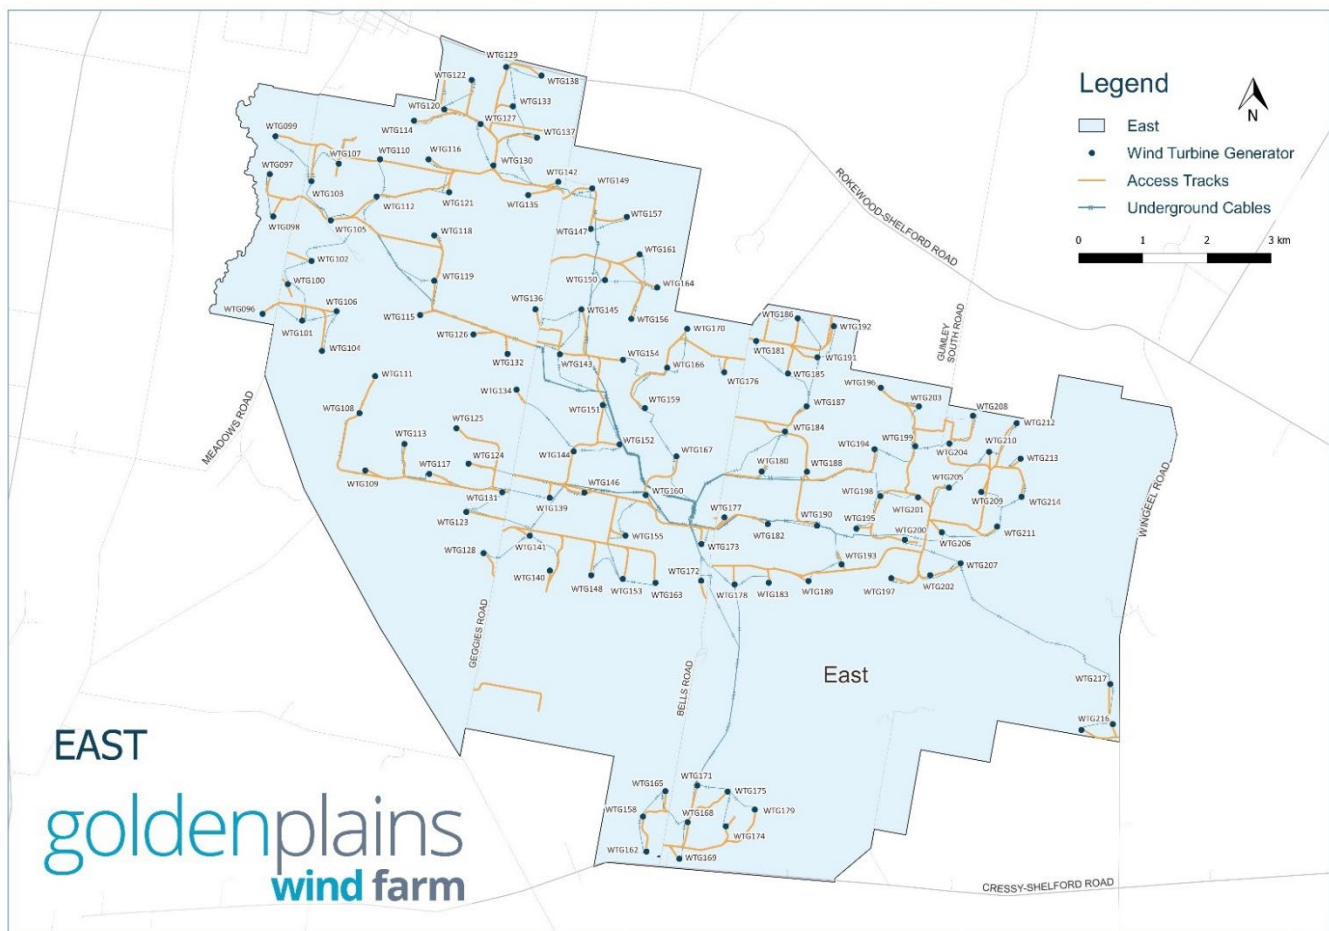 WTG129
WTG122
WTG138
WTG120
WTG133
WTG127
WTG114
WTG137
WTG099
WTG107
WTG110
WTG116
WTG130
WTG097
WTG142
WTG149
WTG103
WTG112
WTG121
WTG135
WTG098
WTG105
WTG118
WTG147
WTG157
WTG102
WTG161
WTG119
WTG150
WTG164
WTG100
WTG096
WTG106
WTG136
WTG145
WTG101
WTG115
WTG156
WTG126
WTG170
WTG186
WTG192
WTG104
WTG132
WTG143
WTG154
WTG166
WTG181
WTG191
WTG176
WTG185
WTG111
WTG134
WTG196
WTG159
WTG187
WTG203
WTG108
WTG151
WTG208
WTG125
WTG184
WTG212
WTG113
WTG152
WTG194
WTG199
WTG204
WTG210
WTG124
WTG144
WTG167
WTG180
WTG188
WTG213
WTG109
WTG117
WTG205
WTG131
WTG146
WTG160
WTG198
WTG201
WTG209
WTG214
WTG139
WTG123
WTG177
WTG182
WTG190
WTG195
WTG200
WTG206
WTG211
WTG141
WTG155
WTG173
WTG128
WTG193
WTG207
WTG140
WTG148
WTG153
WTG163
WTG172
WTG178
WTG183
WTG189
WTG197
WTG202
WTG217
WTG216
WTG171
WTG165
WTG175
WTG158
WTG168
WTG179
WTG174
WTG162
WTG169
ROKEWOOD-SHELFORD ROAD
GUMLEY
SOUTH ROAD
MEADOWS ROAD
WINGEEL ROAD
GEGGIES ROAD
BELLS ROAD
CRESSY-SHELFORD ROAD
East
Legend
N
East
Wind Turbine Generator
Access Tracks
Underground Cables
0 1 2 3 km
EAST
goldenplains
wind farm